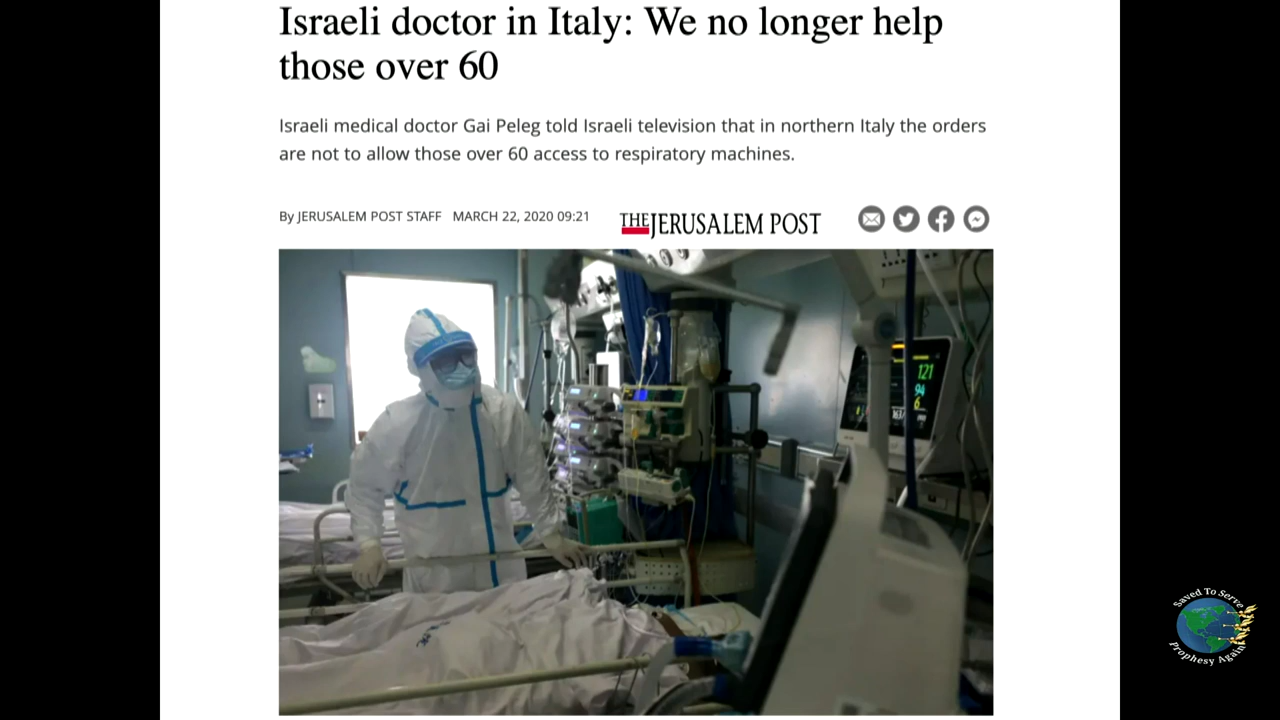 Israeli doctor in Italy: We no longer help
those over 60
Israeli medical doctor Gai Peleg told Israeli television that in northern Italy the orders
are not to allow those over 60 access to respiratory machines.
By JERUSALEM POST STAFF MARCH 22, 2020 09:21
THE JERUSALEM POST
121
94
6
Saved To Serve
Prophesy Again